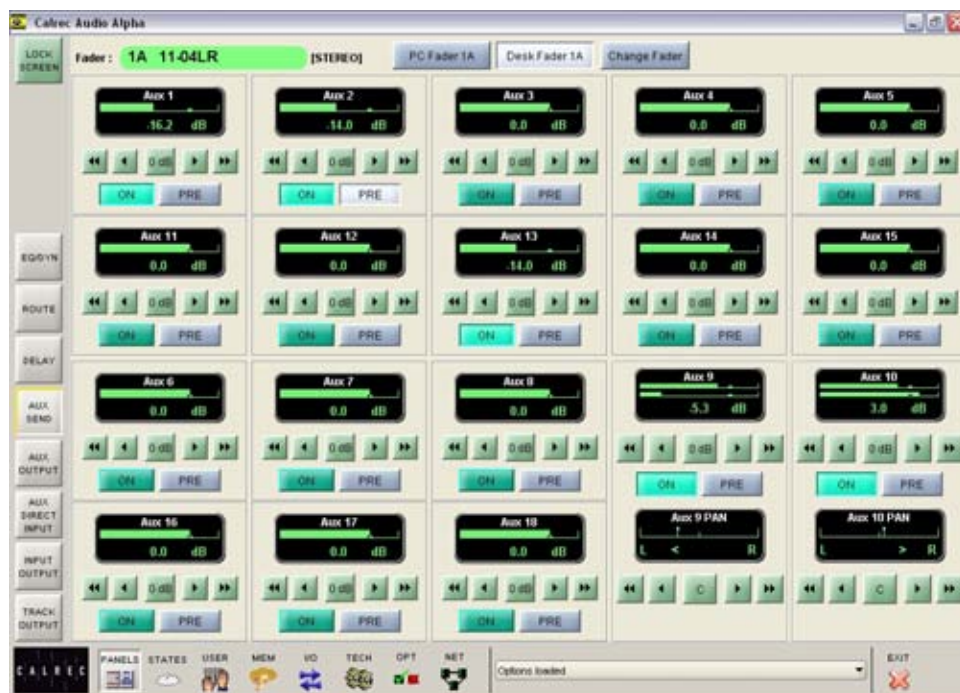 Calrec Audio Alpha
LOCK SCREEN
Fader : 1A 11-04LR [STEREO] PC Fader 1A Desk Fader 1A Change Fader
Aux 1 Aux 2 Aux 3 Aux 4 Aux 5
-16.2 dB -14.0 dB 0.0 dB 0.0 dB 0.0 dB
0 dB 0 dB 0 dB 0 dB 0 dB
ON PRE ON PRE ON PRE ON PRE ON PRE
Aux 11 Aux 12 Aux 13 Aux 14 Aux 15
EQ/DYN
0.0 dB 0.0 dB -14.0 dB 0.0 dB 0.0 dB
ROUTE
0 dB 0 dB 0 dB 0 dB 0 dB
ON PRE ON PRE ON PRE ON PRE ON PRE
DELAY
Aux 6 Aux 7 Aux 8 Aux 9 Aux 10
AUX SEND
0.0 dB 0.0 dB 0.0 dB -5.3 dB 3.0 dB
0 dB 0 dB 0 dB 0 dB 0 dB
AUX OUTPUT
ON PRE ON PRE ON PRE ON PRE ON PRE
AUX DIRECT INPUT
Aux 16 Aux 17 Aux 18 Aux 9 PAN Aux 10 PAN
0.0 dB 0.0 dB 0.0 dB L < R L > R
INPUT OUTPUT
0 dB 0 dB 0 dB C C
TRACK OUTPUT
ON PRE ON PRE ON PRE
CALREC PANELS STATES USER MEM I/O TECH OPT NET Options loaded EXIT